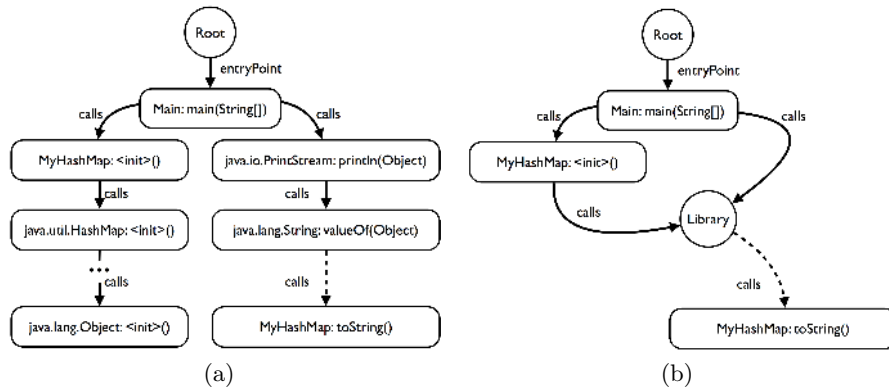 Root
entryPoint
Main: main(String[])
calls
calls
MyHashMap: <init>()
java.io.PrintStream: println(Object)
calls
calls
java.util.HashMap: <init>()
java.lang.String: valueOf(Object)
...
calls
calls
java.lang.Object: <init>()
MyHashMap: toString()
(a)
Root
entryPoint
Main: main(String[])
calls
calls
MyHashMap: <init>()
calls
Library
calls
MyHashMap: toString()
(b)